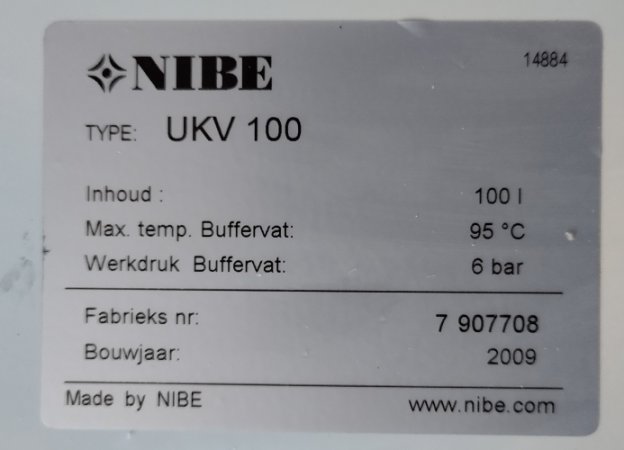 NIBE 14884
TYPE: UKV 100
Inhoud : 100 l
Max. temp. Buffervat: 95 °C
Werkdruk Buffervat: 6 bar
Fabrieks nr: 7 907708
Bouwjaar: 2009
Made by NIBE www.nibe.com